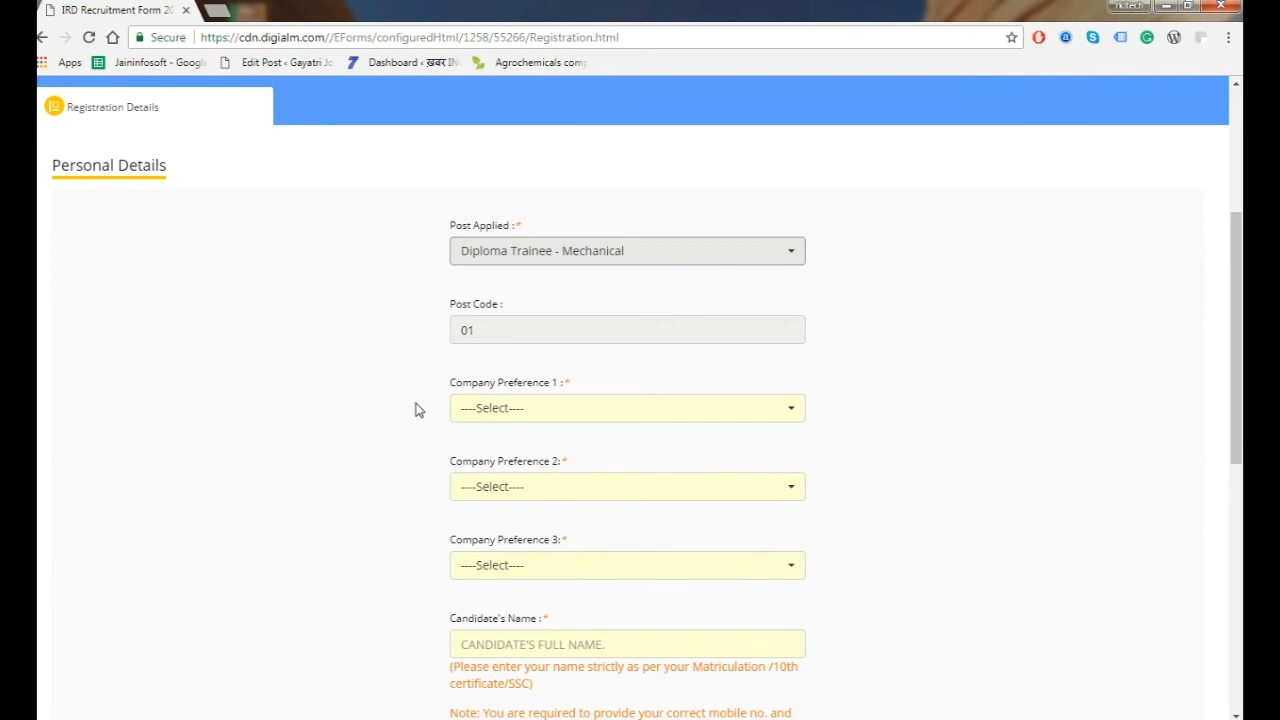 rkitech
IRD Recruitment Form 20
Secure https://cdn.digialm.com//EForms/configuredHtml/1258/55266/Registration.html
Apps Jaininfosoft - Google Edit Post ‹ Gayatri Jo Dashboard ‹ ख़बर IN Agrochemicals com
Registration Details
Personal Details
Post Applied :*
Diploma Trainee - Mechanical
Post Code :
01
Company Preference 1 :*
----Select----
Company Preference 2:*
----Select----
Company Preference 3:*
----Select----
Candidate's Name :*
CANDIDATE'S FULL NAME.
(Please enter your name strictly as per your Matriculation /10th
certificate/SSC)
Note: You are required to provide your correct mobile no. and